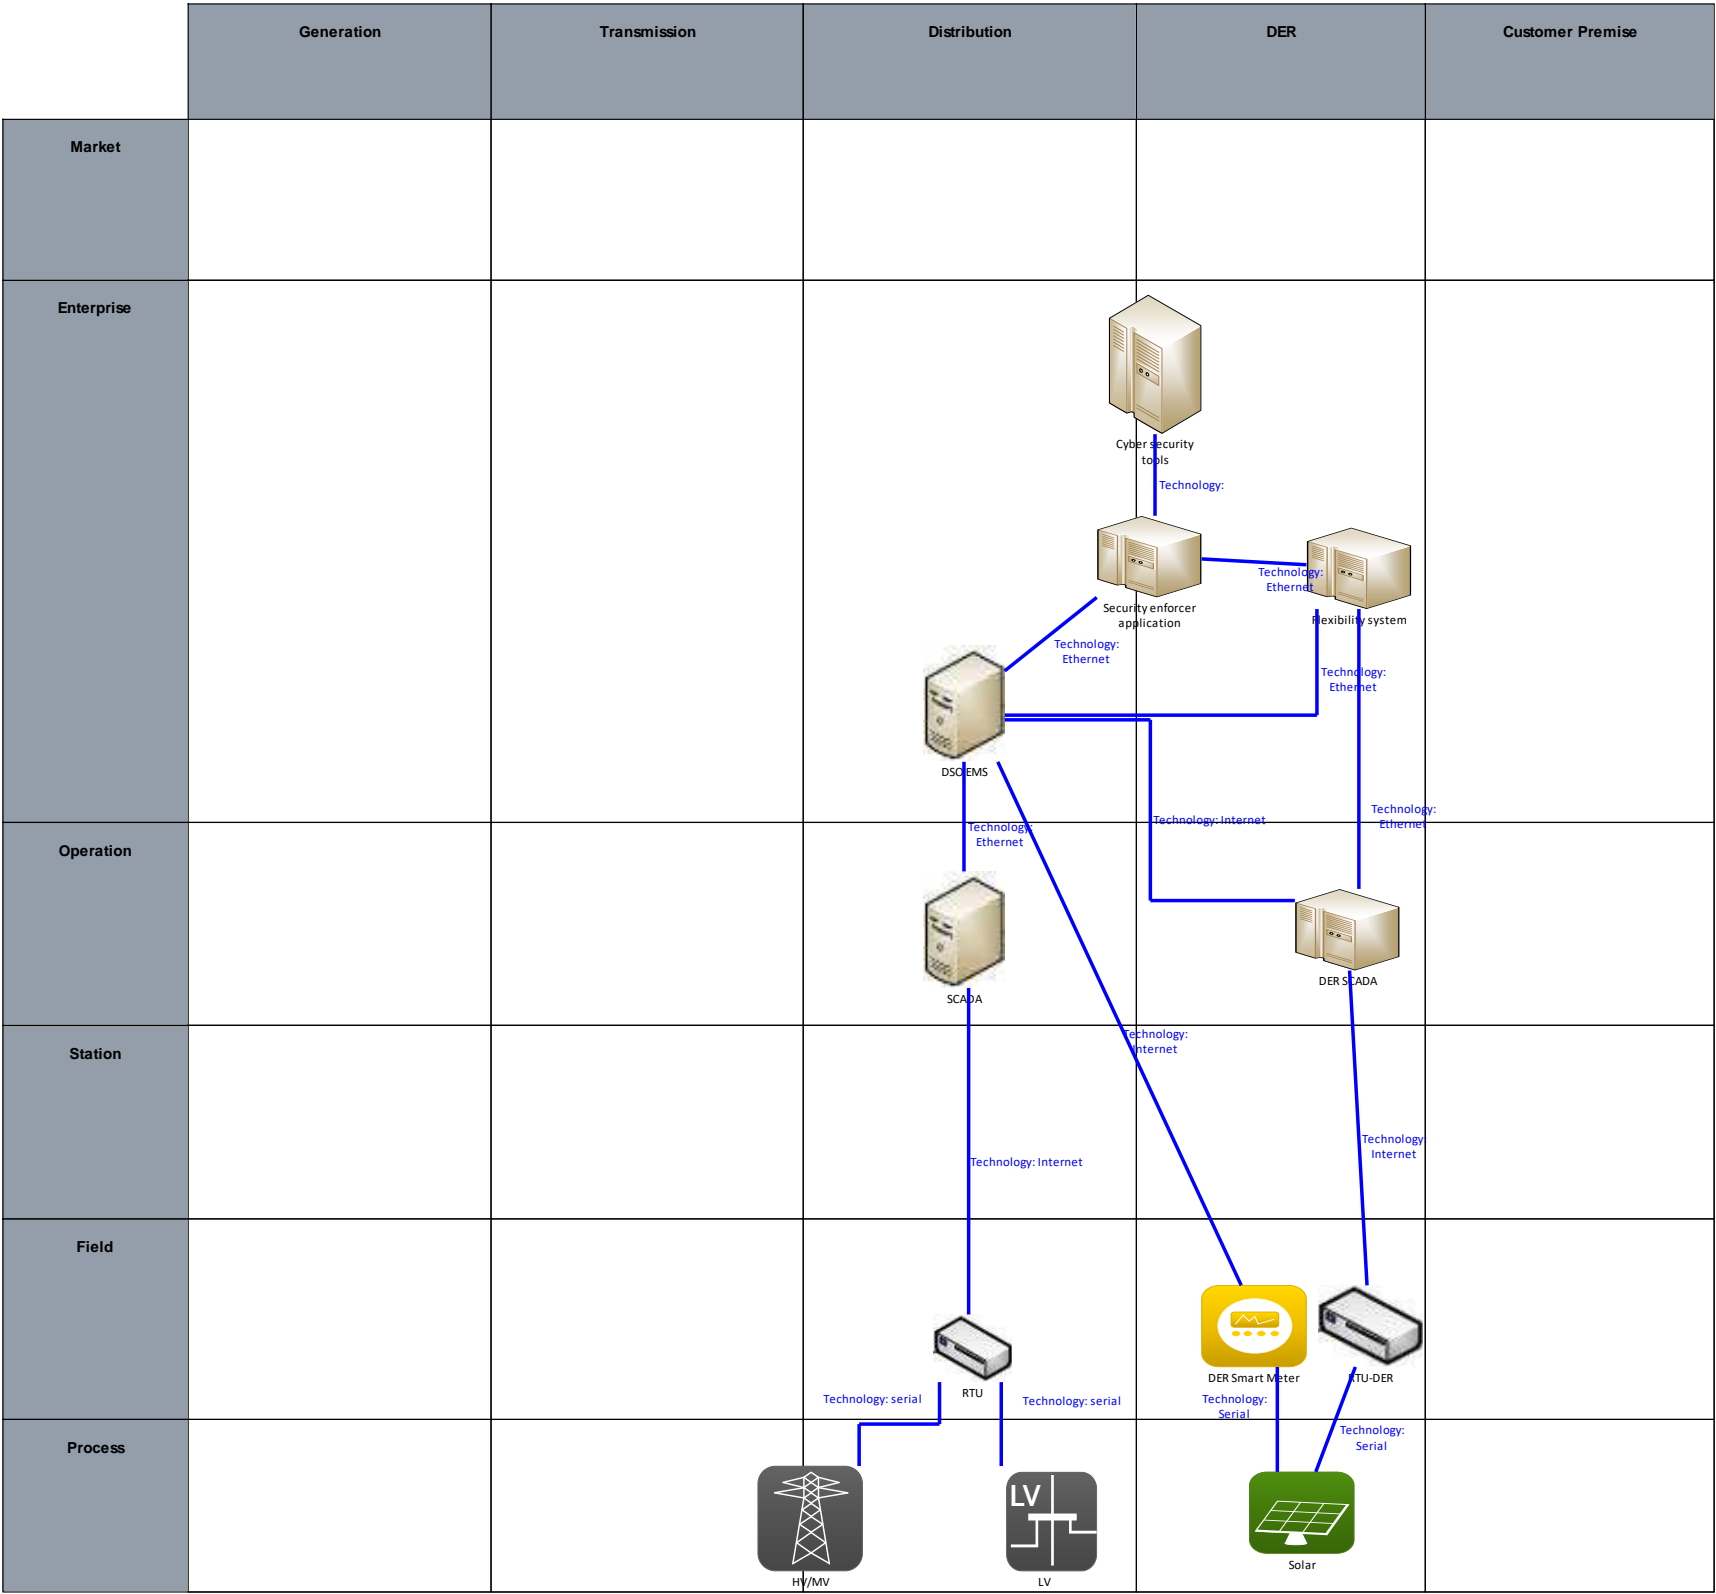 Generation
Transmission
Distribution
DER
Customer Premise
Market
Enterprise
Cyber security
tools
Technology:
Technology:
Ethernet
Security enforcer
application
Flexibility system
Technology:
Ethernet
Technology:
Ethernet
DSO EMS
Technology:
Ethernet
Technology: Internet
Technology:
Ethernet
Operation
SCADA
DER SCADA
Station
Technology:
Internet
Technology:
Internet
Technology: Internet
Field
DER Smart Meter
RTU-DER
RTU
Technology: serial
Technology: serial
Technology:
Serial
Process
Technology:
Serial
LV
Solar
HV/MV
LV